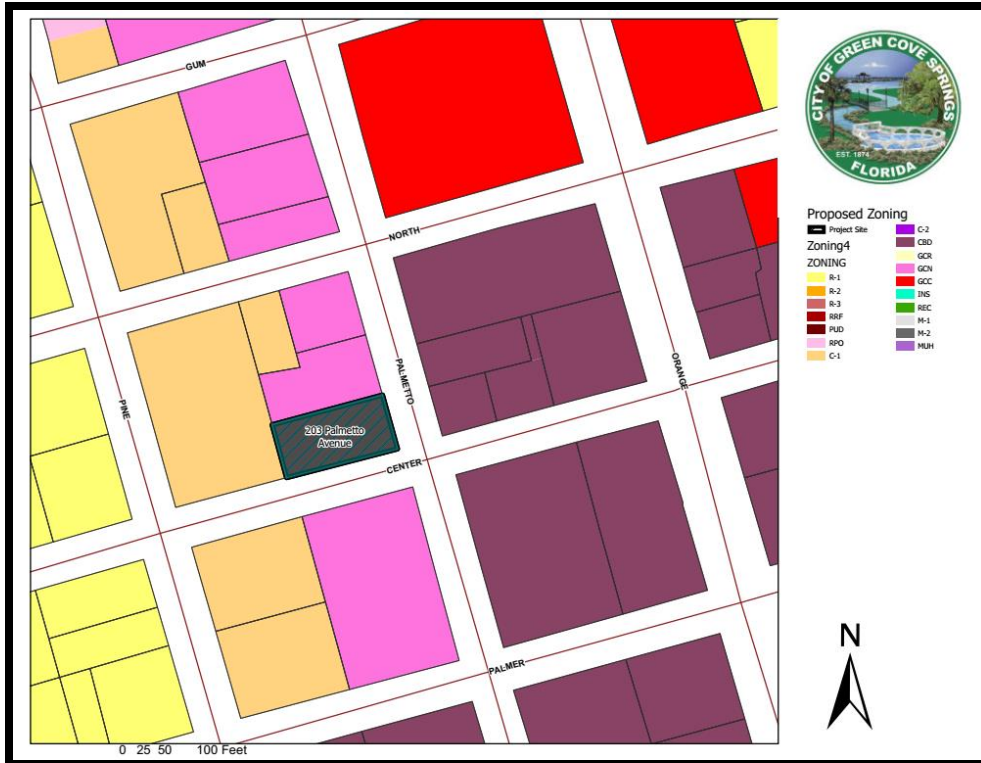 GUM
NORTH
PINE
PALMETTO
ORANGE
203 Palmetto
Avenue
CENTER
PALMER
0 25 50 100 Feet
CITY OF GREEN COVE SPRINGS
EST. 1874
FLORIDA
Proposed Zoning
Project Site
Zoning4
ZONING
R-1
R-2
R-3
RRF
PUD
RPO
C-1
C-2
CBD
GCR
GCN
GCC
INS
REC
M-1
M-2
MUH
N